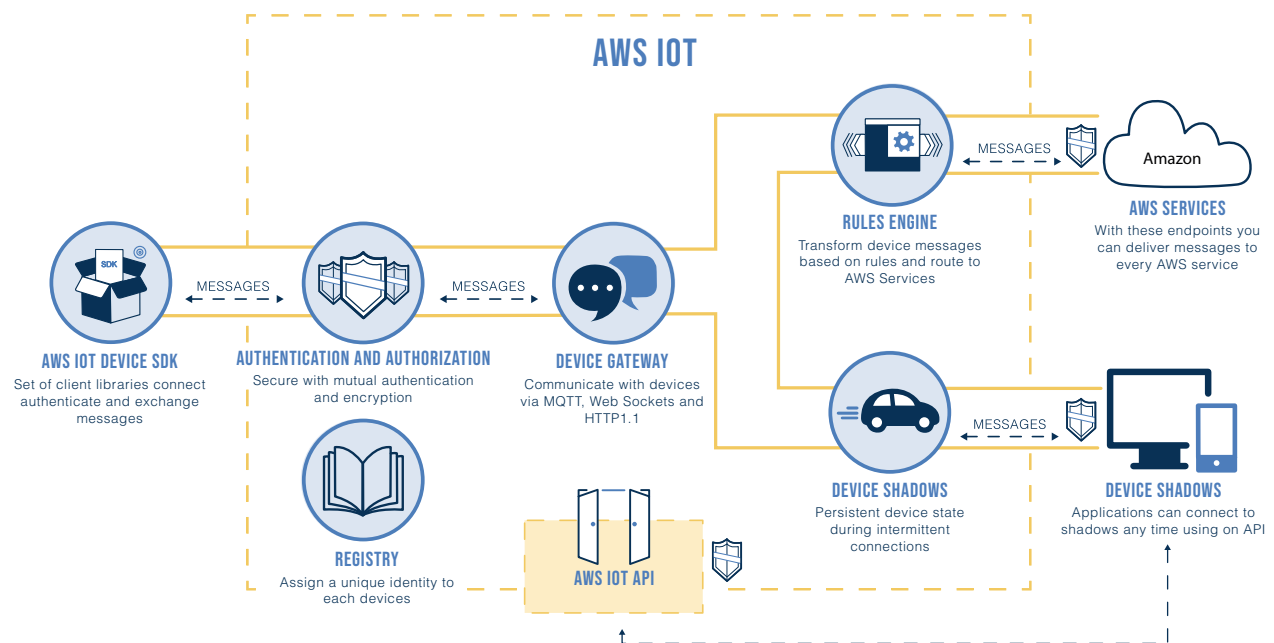 AWS IOT
Amazon
MESSAGES
AWS SERVICES
With these endpoints you
can deliver messages to
every AWS service
RULES ENGINE
Transform device messages
based on rules and route to
AWS Services
SDK
MESSAGES
MESSAGES
AWS IOT DEVICE SDK
Set of client libraries connect
authenticate and exchange
messages
AUTHENTICATION AND AUTHORIZATION
Secure with mutual authentication
and encryption
DEVICE GATEWAY
Communicate with devices
via MQTT, Web Sockets and
HTTP1.1
MESSAGES
DEVICE SHADOWS
Persistent device state
during intermittent
connections
DEVICE SHADOWS
Applications can connect to
shadows any time using on API
REGISTRY
Assign a unique identity to
each devices
AWS IOT API